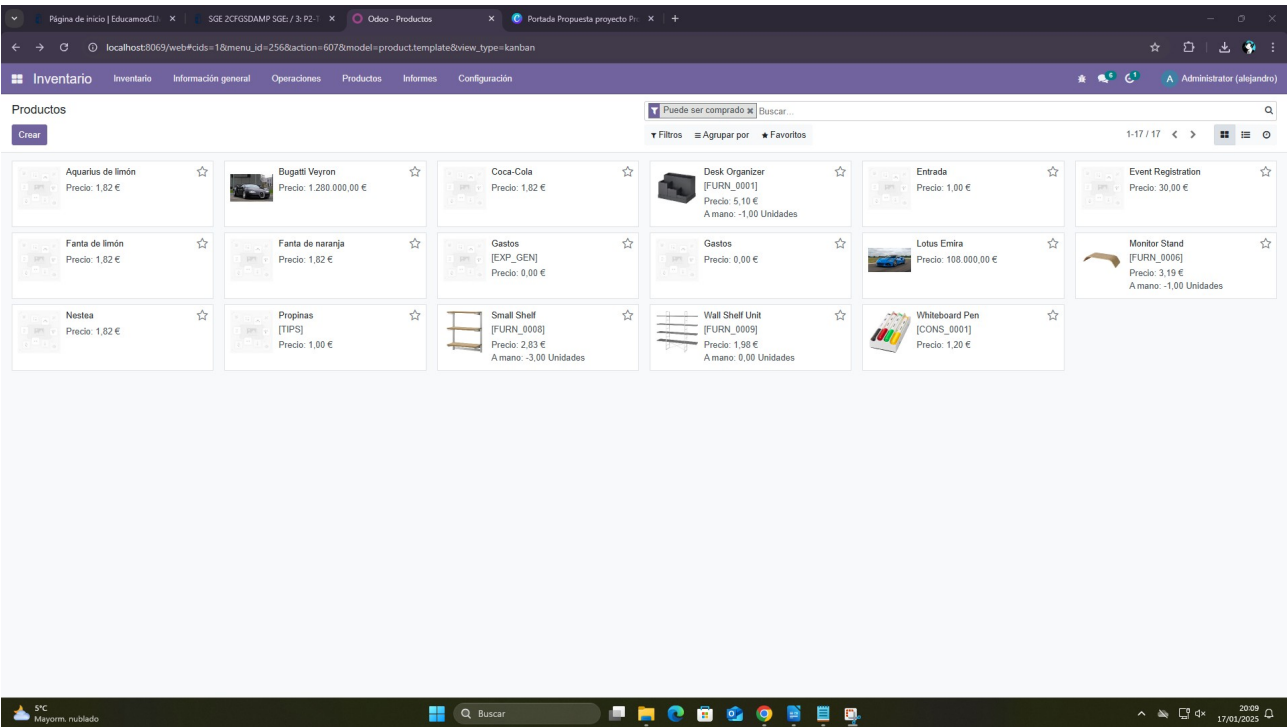 Página de inicio | EducamosCL
SGE 2CFGSDAMP SGE: / 3: P2-
Odoo - Productos
Portada Propuesta proyecto Pr
localhost:8069/web#cids=1&menu_id=256&action=607&model=product.template&view_type=kanban
Inventario Inventario Información general Operaciones Productos Informes Configuración 6 1 A Administrator (alejandro)
Productos
Puede ser comprado Buscar...
Crear
Filtros Agrupar por Favoritos 1-17 / 17
Aquarius de limón
Precio: 1,82 €
Bugatti Veyron
Precio: 1.280.000,00 €
Coca-Cola
Precio: 1,82 €
Desk Organizer
[FURN_0001]
Precio: 5,10 €
A mano: -1,00 Unidades
Entrada
Precio: 1,00 €
Event Registration
Precio: 30,00 €
Fanta de limón
Precio: 1,82 €
Fanta de naranja
Precio: 1,82 €
Gastos
[EXP_GEN]
Precio: 0,00 €
Gastos
Precio: 0,00 €
Lotus Emira
Precio: 108.000,00 €
Monitor Stand
[FURN_0006]
Precio: 3,19 €
A mano: -1,00 Unidades
Nestea
Precio: 1,82 €
Propinas
[TIPS]
Precio: 1,00 €
Small Shelf
[FURN_0008]
Precio: 2,83 €
A mano: -3,00 Unidades
Wall Shelf Unit
[FURN_0009]
Precio: 1,98 €
A mano: 0,00 Unidades
Whiteboard Pen
[CONS_0001]
Precio: 1,20 €
5°C
Mayorm. nublado
Buscar
20:09
17/01/2025